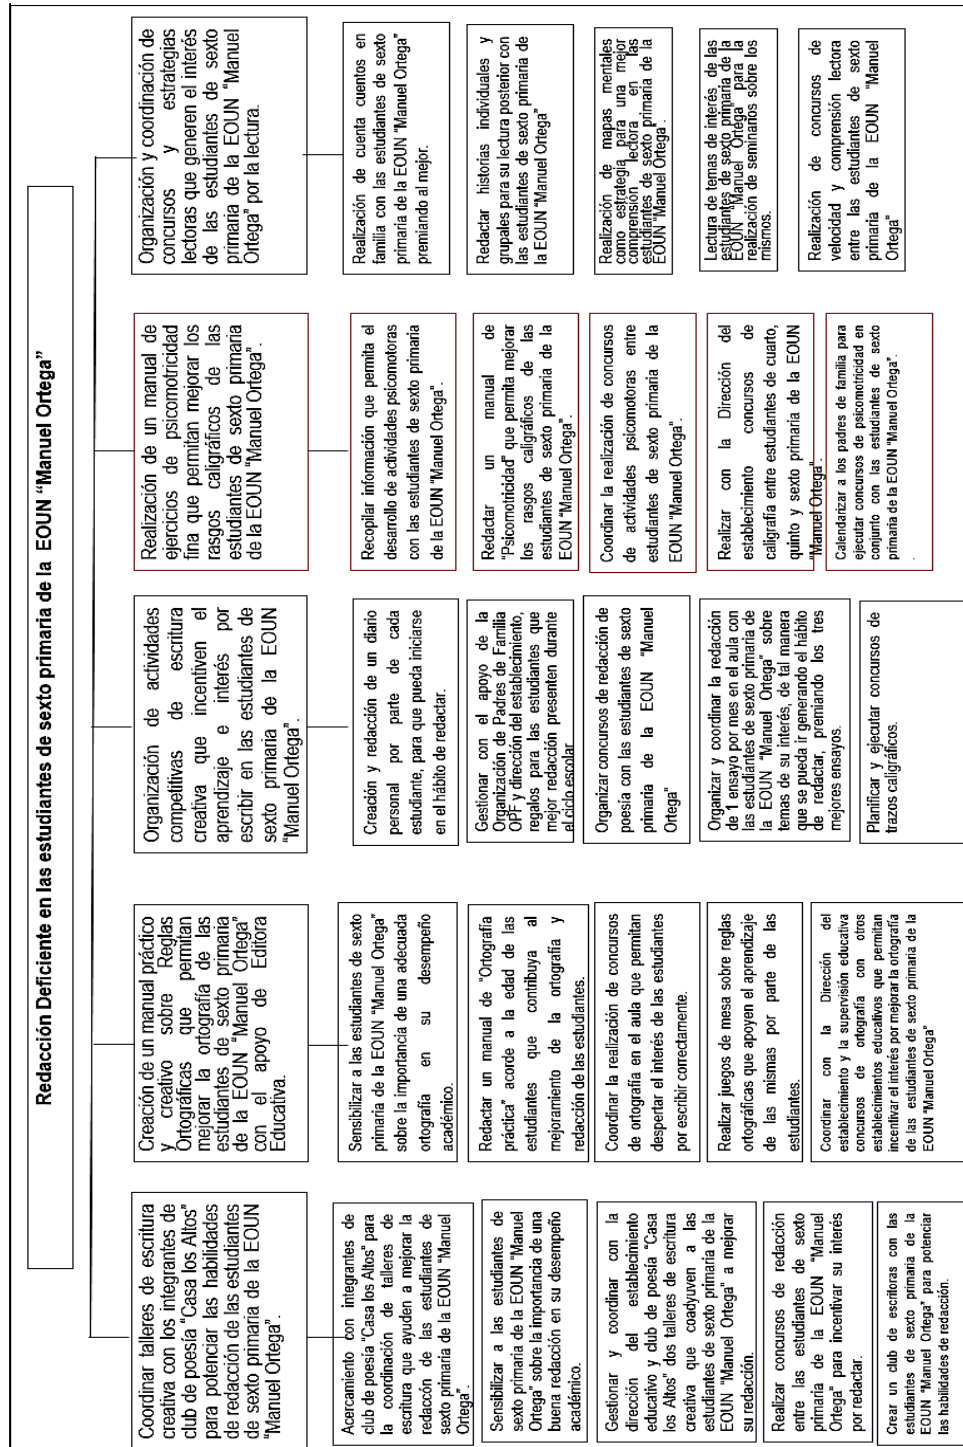 Redacción Deficiente en las estudiantes de sexto primaria de la EOUN “Manuel Ortega”
Coordinar talleres de escritura
creativa con los integrantes de
club de poesía “Casa los Altos”
para potenciar las habilidades
de redacción de las estudiantes
de sexto primaria de la EOUN
“Manuel Ortega”.
Acercamiento con integrantes de
club de poesía “Casa los Altos” para
la coordinación de talleres de
escritura que ayuden a mejorar la
redacción de las estudiantes de
sexto primaria de la EOUN “Manuel
Ortega”.
Sensibilizar a las estudiantes de
sexto primaria de la EOUN “Manuel
Ortega” sobre la importancia de una
buena redacción en su desempeño
académico.
Gestionar y coordinar con la
dirección del establecimiento
educativo y club de poesía “Casa
los Altos” dos talleres de escritura
creativa que coadyuven a las
estudiantes de sexto primaria de la
EOUN “Manuel Ortega” a mejorar
su redacción.
Realizar concursos de redacción
entre las estudiantes de sexto
primaria de la EOUN “Manuel
Ortega” para incentivar su interés
por redactar.
Crear un club de escritoras con las
estudiantes de sexto primaria de la
EOUN “Manuel Ortega” para potenciar
las habilidades de redacción.
Creación de un manual práctico
y creativo sobre Reglas
Ortográficas que permitan
mejorar la ortografía de las
estudiantes de sexto primaria
de la EOUN “Manuel Ortega”
con el apoyo de Editora
Educativa.
Sensibilizar a las estudiantes de sexto
primaria de la EOUN “Manuel Ortega”
sobre la importancia de una adecuada
ortografía en su desempeño
académico.
Redactar un manual de “Ortografía
práctica” acorde a la edad de las
estudiantes que contribuya al
mejoramiento de la ortografía y
redacción de las estudiantes.
Coordinar la realización de concursos
de ortografía en el aula que permitan
despertar el interés de las estudiantes
por escribir correctamente.
Realizar juegos de mesa sobre reglas
ortográficas que apoyen el aprendizaje
de las mismas por parte de las
estudiantes.
Coordinar con la Dirección del
establecimiento y la supervisión educativa
concursos de ortografía con otros
establecimientos educativos que permitan
incentivar el interés por mejorar la ortografía
de las estudiantes de sexto primaria de la
EOUN “Manuel Ortega”
Organización de actividades
competitivas de escritura
creativa que incentiven el
aprendizaje e interés por
escribir en las estudiantes de
sexto primaria de la EOUN
“Manuel Ortega”.
Creación y redacción de un diario
personal por parte de cada
estudiante, para que pueda iniciarse
en el hábito de redactar.
Gestionar con el apoyo de la
Organización de Padres de Familia
OPF y dirección del establecimiento,
regalos para las estudiantes que
mejor redacción presenten durante
el ciclo escolar
Organizar concursos de redacción de
poesía con las estudiantes de sexto
primaria de la EOUN “Manuel
Ortega”
Organizar y coordinar la redacción
de 1 ensayo por mes en el aula con
las estudiantes de sexto primaria de
la EOUN “Manuel Ortega” sobre
temas de su interés, de tal manera
que se pueda ir generando el hábito
de redactar, premiando los tres
mejores ensayos.
Planificar y ejecutar concursos de
trazos caligráficos.
Realización de un manual de
ejercicios de psicomotricidad
fina que permitan mejorar los
rasgos caligráficos de las
estudiantes de sexto primaria
de la EOUN “Manuel Ortega”.
Recopilar información que permita el
desarrollo de actividades psicomotoras
con las estudiantes de sexto primaria
de la EOUN “Manuel Ortega”.
Redactar un manual de
“Psicomotricidad” que permita mejorar
los rasgos caligráficos de las
estudiantes de sexto primaria de la
EOUN “Manuel Ortega”.
Coordinar la realización de concursos
de actividades psicomotoras entre
estudiantes de sexto primaria de la
EOUN “Manuel Ortega”.
Realizar con la Dirección del
establecimiento concursos de
caligrafía entre estudiantes de cuarto,
quinto y sexto primaria de la EOUN
“Manuel Ortega”.
Calendarizar a los padres de familia para
ejecutar concursos de psicomotricidad en
conjunto con las estudiantes de sexto
primaria de la EOUN “Manuel Ortega”.
.
Organización y coordinación de
concursos y estrategias
lectoras que generen el interés
de las estudiantes de sexto
primaria de la EOUN “Manuel
Ortega” por la lectura.
Realización de cuenta cuentos en
familia con las estudiantes de sexto
primaria de la EOUN “Manuel Ortega”
premiando al mejor.
Redactar historias individuales y
grupales para su lectura posterior con
las estudiantes de sexto primaria de
la EOUN “Manuel Ortega”
Realización de mapas mentales
como estrategia para una mejor
comprensión lectora en las
estudiantes de sexto primaria de la
EOUN “Manuel Ortega”.
Lectura de temas de interés de las
estudiantes de sexto primaria de la
EOUN “Manuel Ortega” para la
realización de seminarios sobre los
mismos.
Realización de concursos de
velocidad y comprensión lectora
entre las estudiantes de sexto
primaria de la EOUN “Manuel
Ortega”